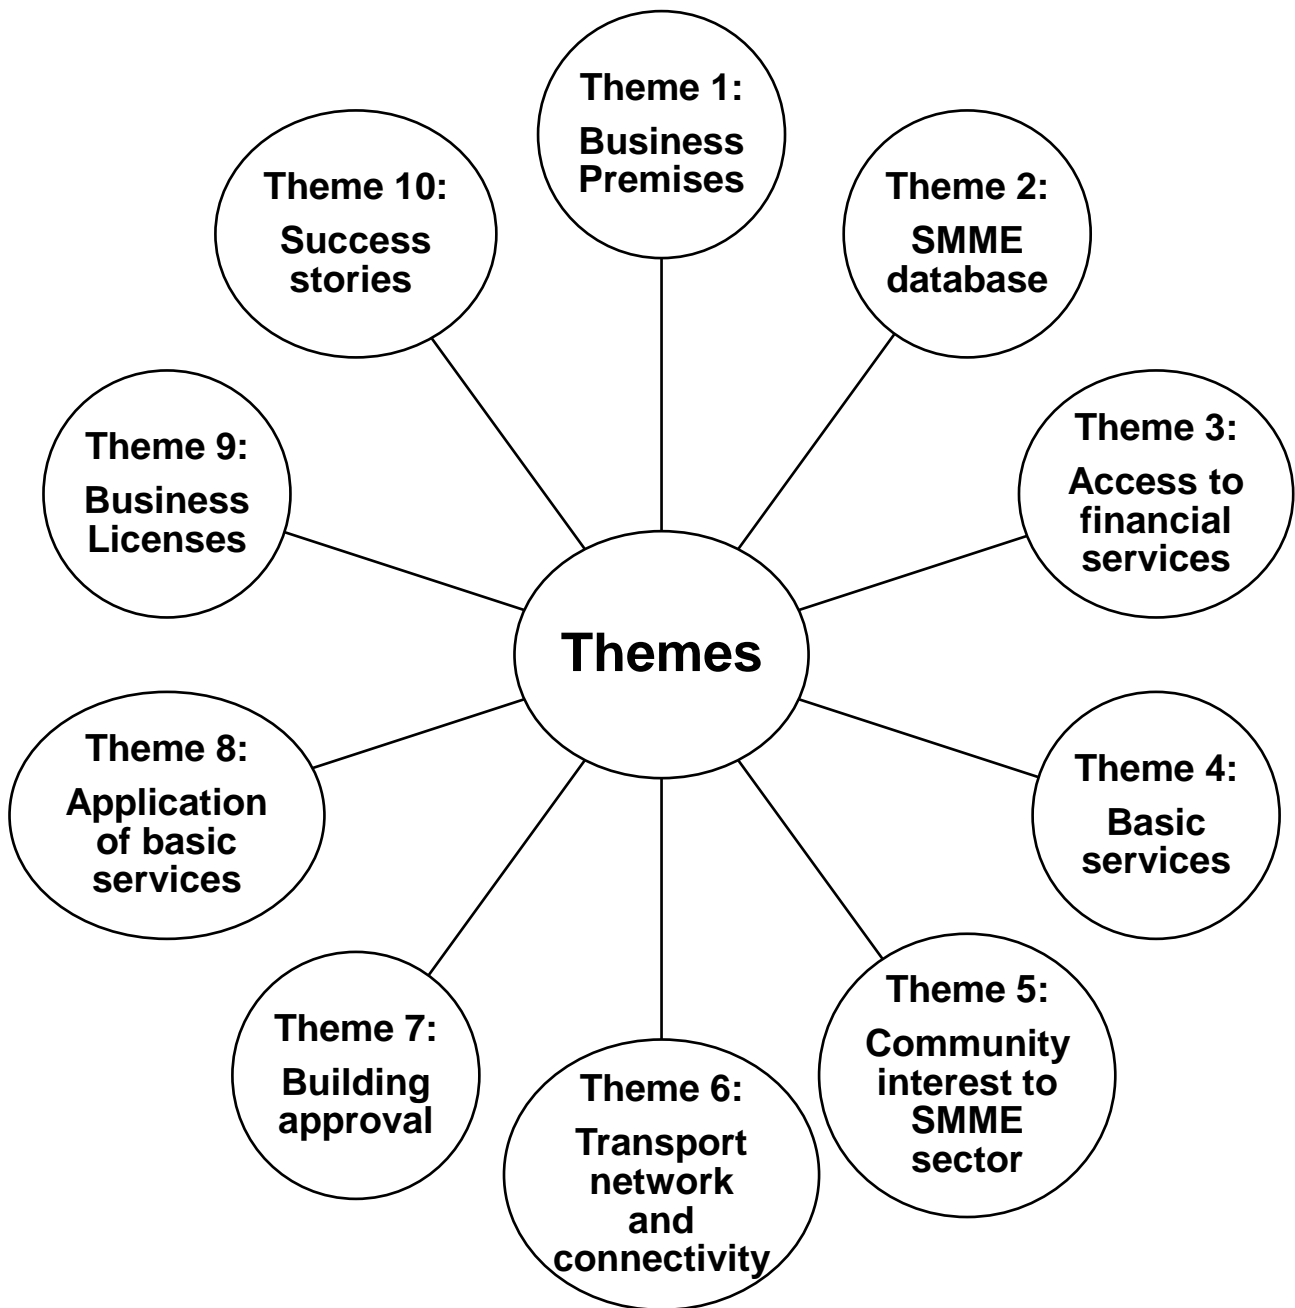 Theme 1:
Business
Premises
Theme 2:
SMME
database
Theme 3:
Access to
financial
services
Theme 4:
Basic
services
Theme 5:
Community
interest to
SMME
sector
Theme 6:
Transport
network
and
connectivity
Theme 7:
Building
approval
Theme 8:
Application
of basic
services
Theme 9:
Business
Licenses
Theme 10:
Success
stories
Themes